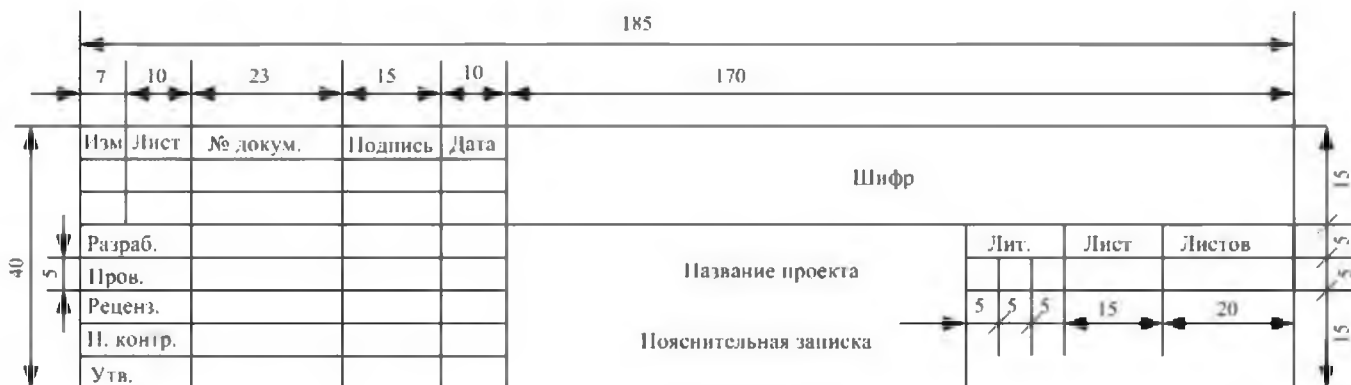 185
7 10 23 15 10 170
Изм Лист № докум. Подпись Дата
Шифр
15
Разраб. Лит. Лист Листов 5
40 5 Пров. Название проекта 5
Реценз. 5 5 5 15 20
Н. контр. Пояснительная записка 15
Утв.